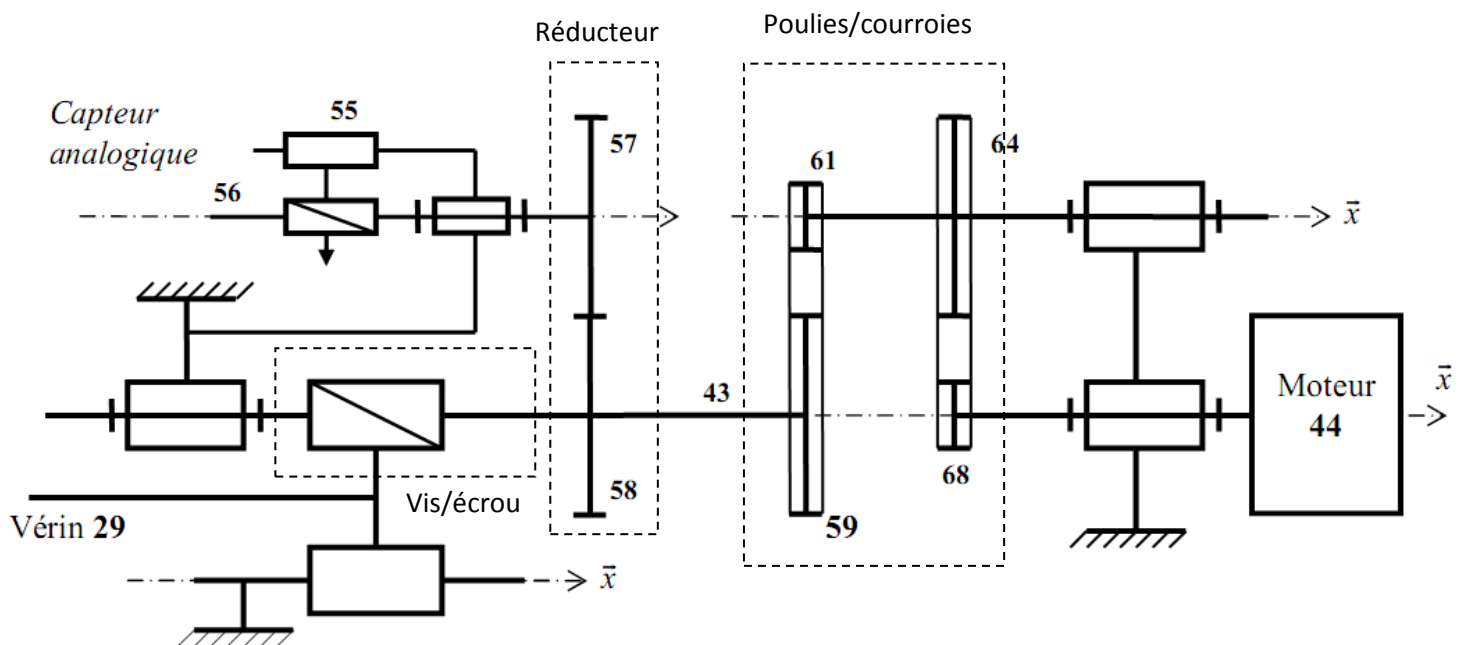 Réducteur
Poulies/courroies
Capteur
analogique
55
57
56
61
64
x⃗
43
Moteur
44
x⃗
68
58
Vis/écrou
59
Vérin 29
x⃗